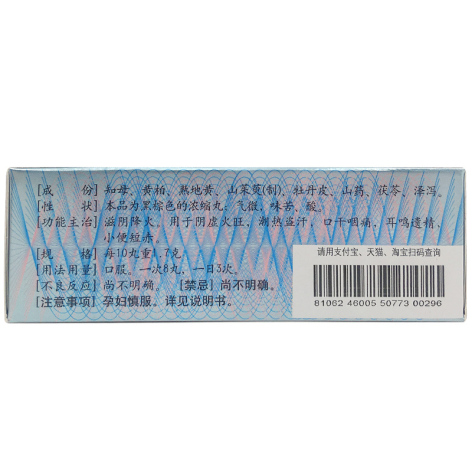 [成　　份] 知母、黄柏、熟地黄、山茱萸(制)、牡丹皮、山药、茯苓、泽泻。
[性　　状] 本品为黑棕色的浓缩丸；气微，味苦、酸。
[功能主治] 滋阴降火。用于阴虚火旺，潮热盗汗，口干咽痛，耳鸣遗精，
小便短赤。
[规　　格] 每10丸重1.7克
[用法用量] 口服。一次8丸，一日3次。
[不良反应] 尚不明确。 [禁忌] 尚不明确。
[注意事项] 孕妇慎服。详见说明书。
请用支付宝、天猫、淘宝扫码查询
81062 46005 50773 00296